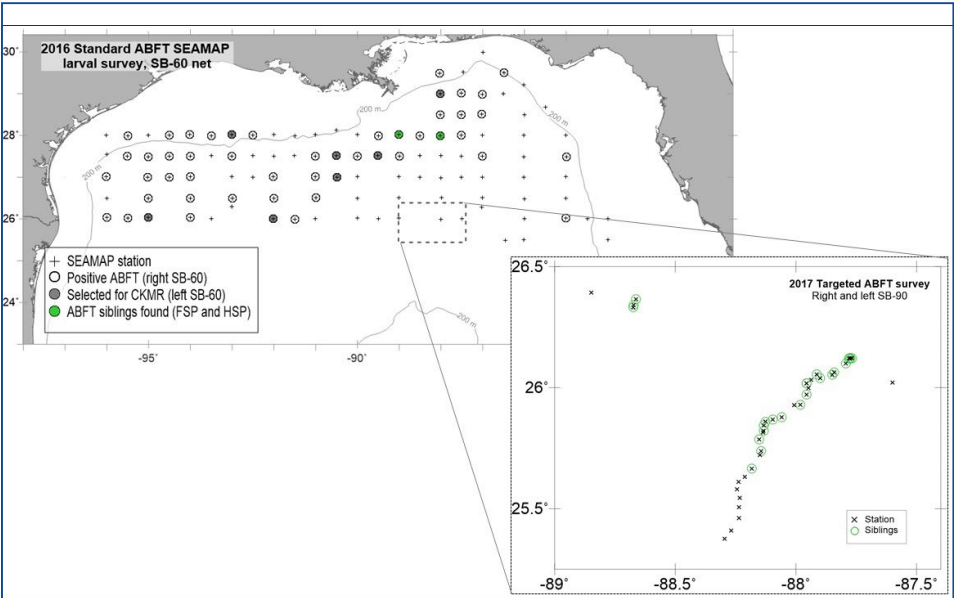 2016 Standard ABFT SEAMAP
larval survey, SB-60 net
30°
28°
26°
24°
-95°
-90°
200 m
200 m
200 m
200 m
SEAMAP station
Positive ABFT (right SB-60)
Selected for CKMR (left SB-60)
ABFT siblings found (FSP and HSP)
2017 Targeted ABFT survey
Right and left SB-90
26.5°
26°
25.5°
-89°
-88.5°
-88°
-87.5°
Station
Siblings